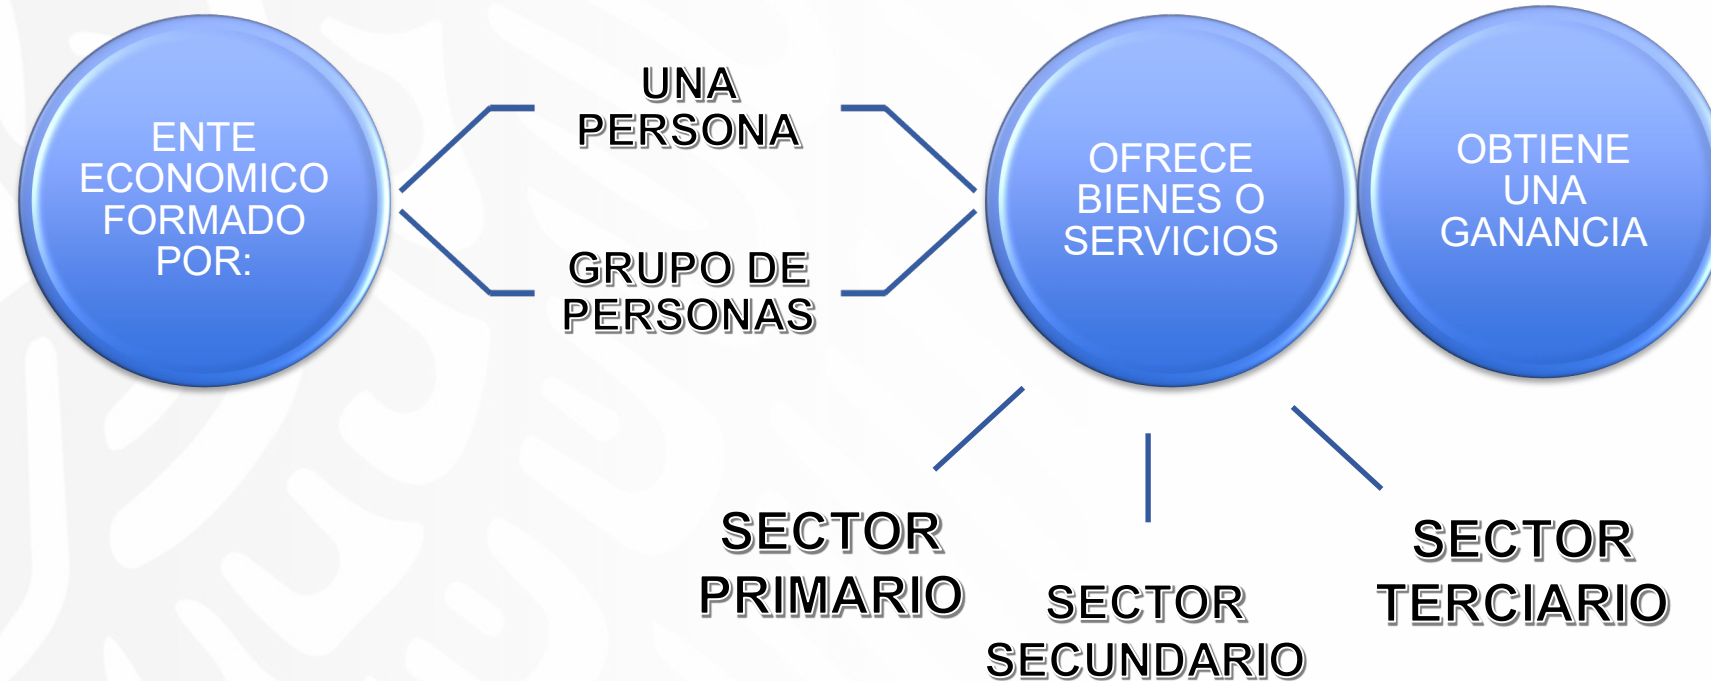 ENTE
ECONOMICO
FORMADO
POR:
UNA
PERSONA
GRUPO DE
PERSONAS
OFRECE
BIENES O
SERVICIOS
OBTIENE
UNA
GANANCIA
SECTOR
PRIMARIO
SECTOR
SECUNDARIO
SECTOR
TERCIARIO